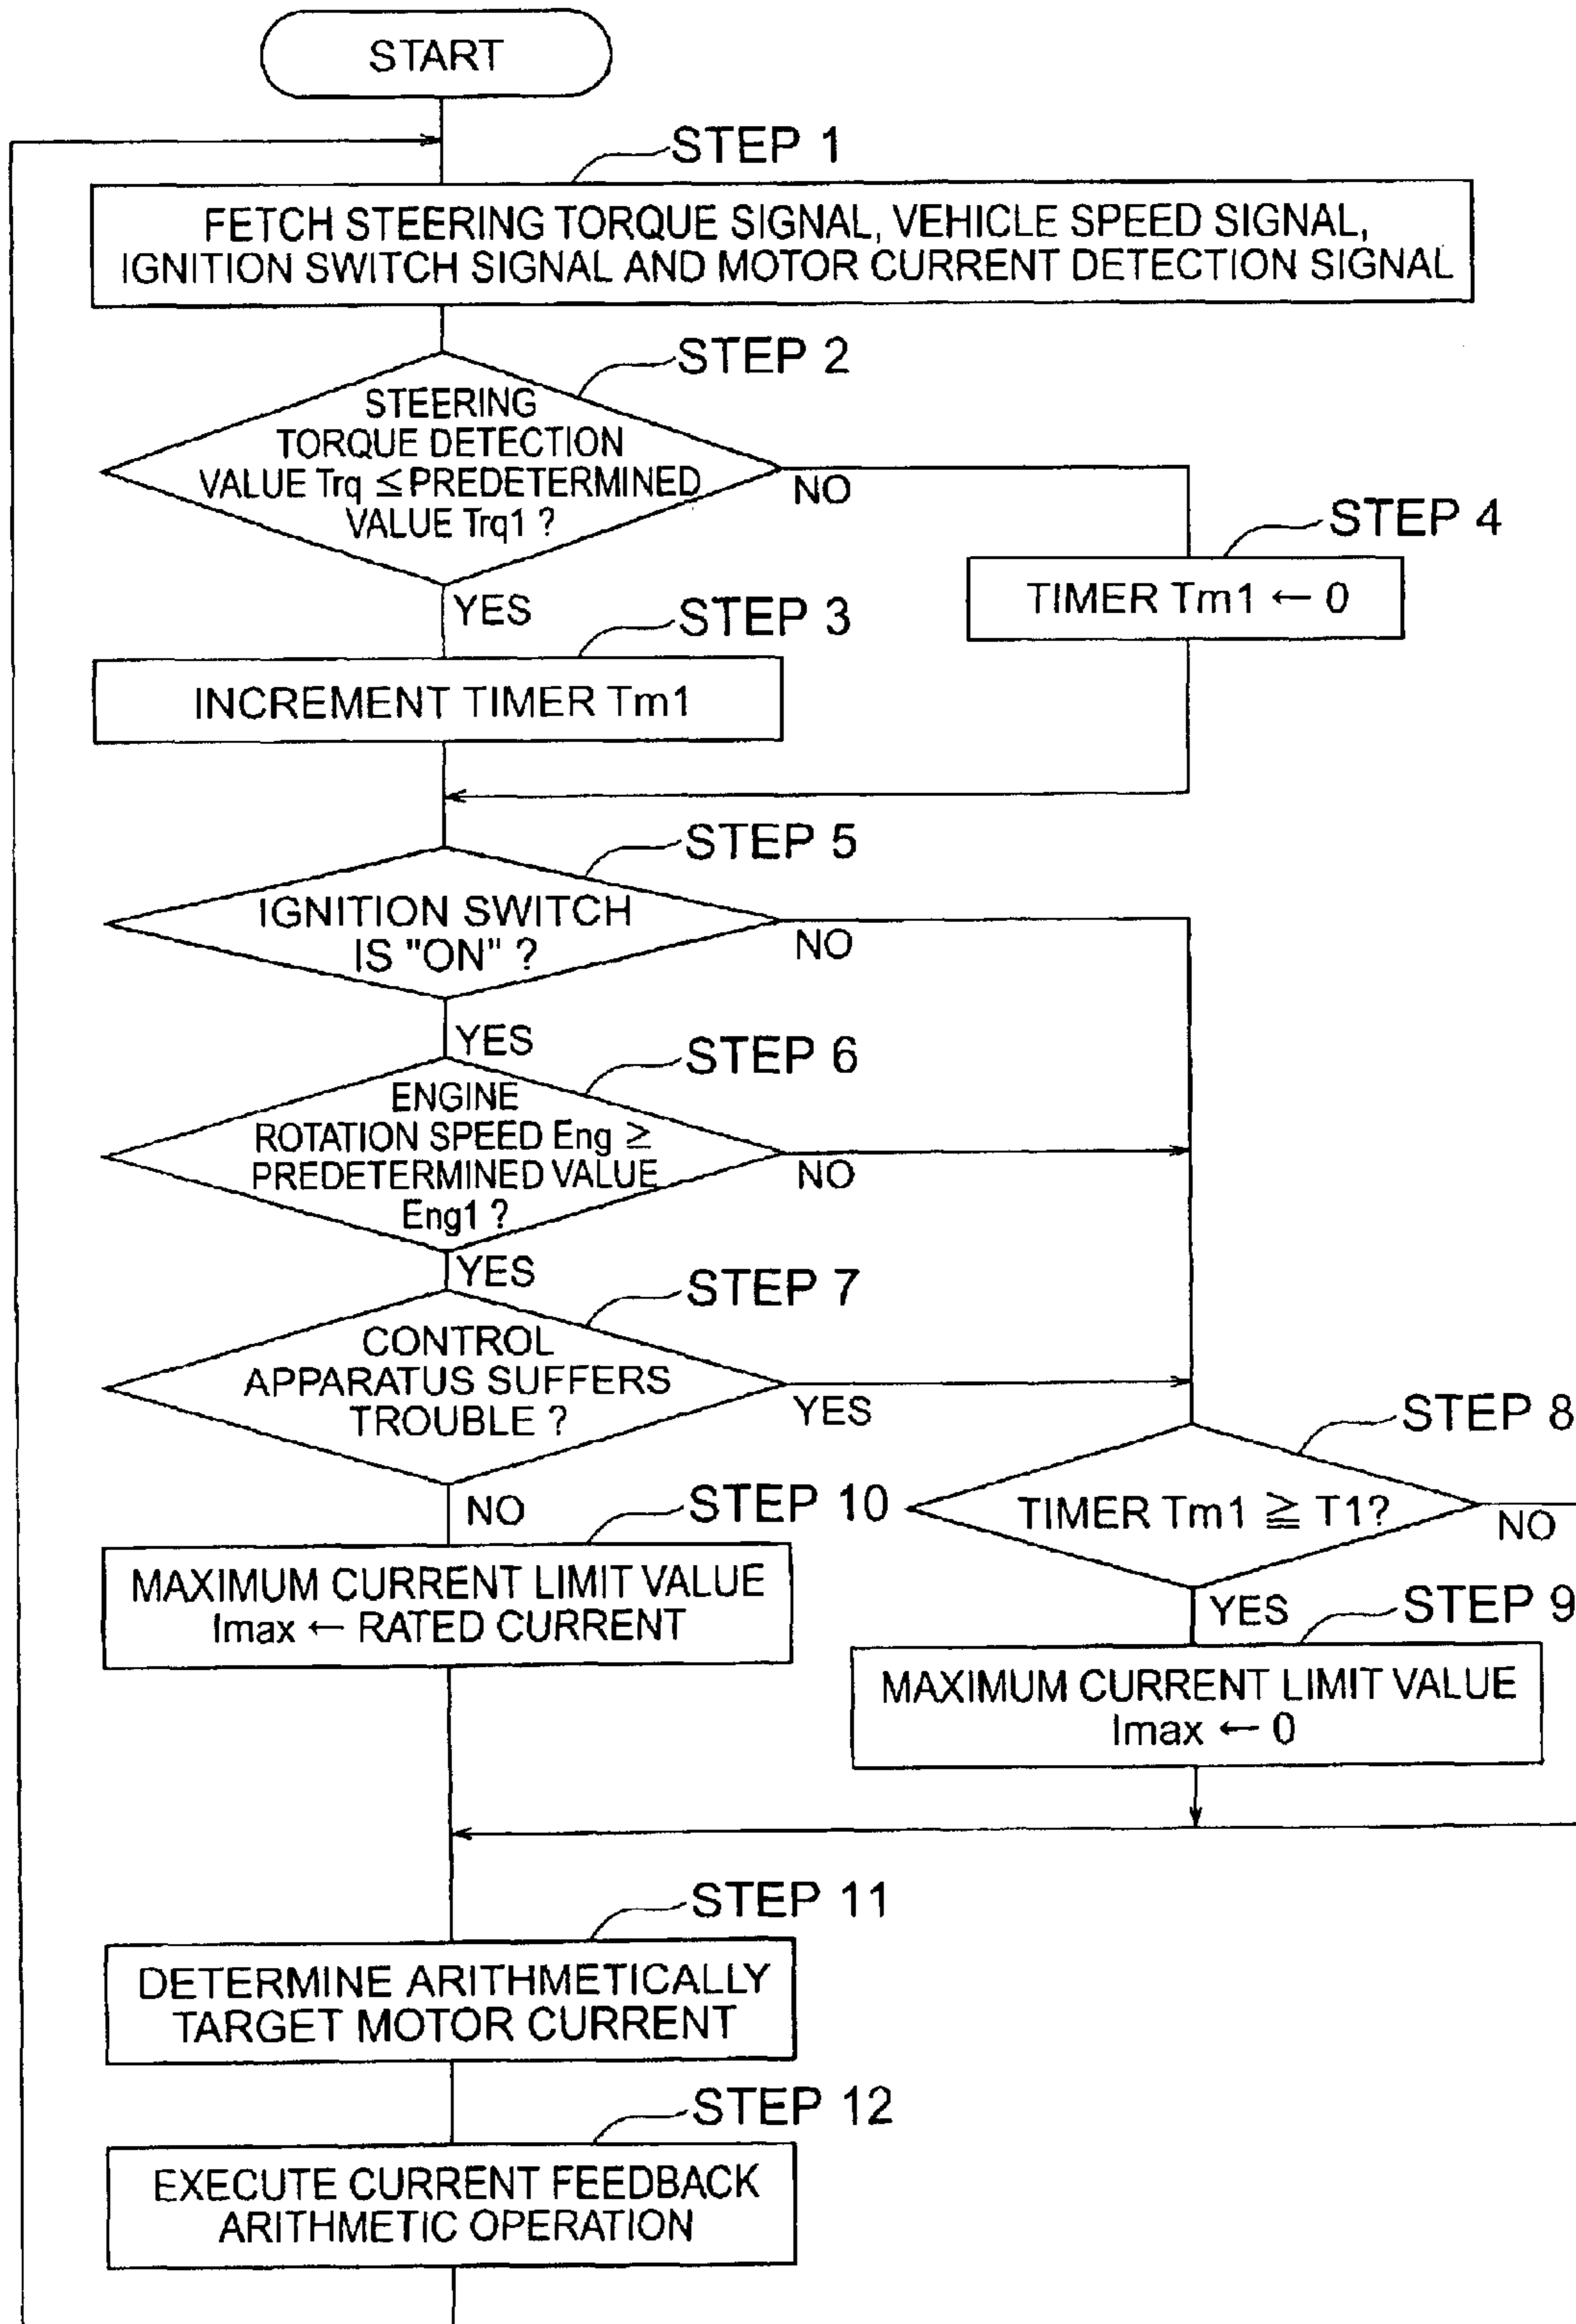 START
STEP 1
FETCH STEERING TORQUE SIGNAL, VEHICLE SPEED SIGNAL,
IGNITION SWITCH SIGNAL AND MOTOR CURRENT DETECTION SIGNAL
STEP 2
STEERING
TORQUE DETECTION
VALUE Trq ≤ PREDETERMINED
VALUE Trq1 ?
NO
STEP 4
TIMER Tm1 ← 0
YES
STEP 3
INCREMENT TIMER Tm1
STEP 5
IGNITION SWITCH
IS "ON" ?
NO
YES
STEP 6
ENGINE
ROTATION SPEED Eng ≥
PREDETERMINED VALUE
Eng1 ?
NO
YES
STEP 7
CONTROL
APPARATUS SUFFERS
TROUBLE ?
YES
STEP 8
TIMER Tm1 ≧ T1?
NO
NO
STEP 10
MAXIMUM CURRENT LIMIT VALUE
Imax ← RATED CURRENT
YES
STEP 9
MAXIMUM CURRENT LIMIT VALUE
Imax ← 0
STEP 11
DETERMINE ARITHMETICALLY
TARGET MOTOR CURRENT
STEP 12
EXECUTE CURRENT FEEDBACK
ARITHMETIC OPERATION